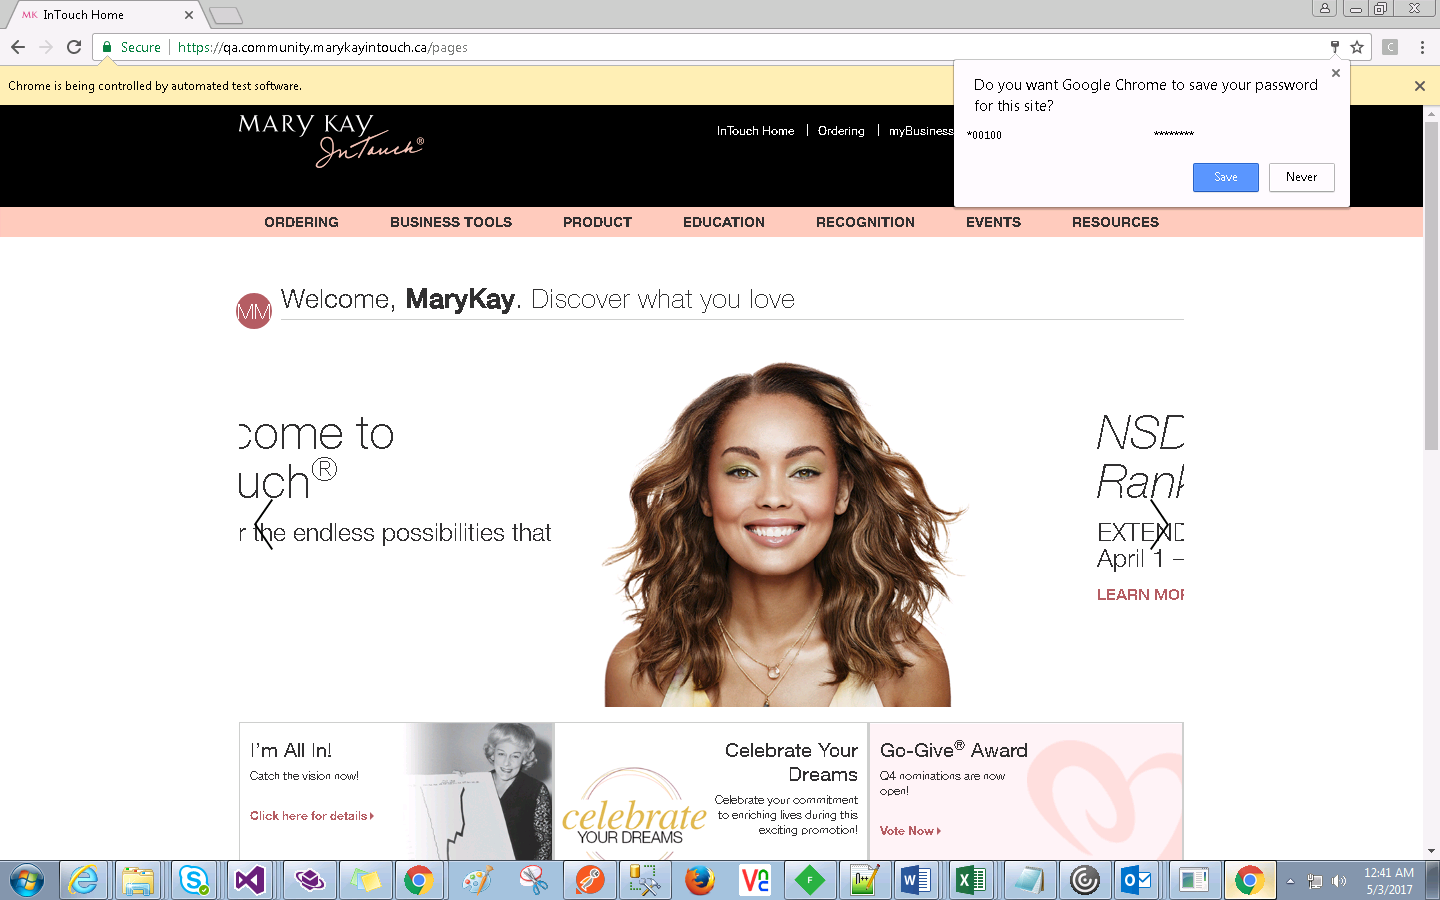 MK InTouch Home
Secure https://qa.community.marykayintouch.ca/pages
C
Chrome is being controlled by automated test software.
Do you want Google Chrome to save your password
for this site?
*00100 ********
Save Never
MARY KAY
InTouch®
InTouch Home Ordering myBusiness
ORDERING BUSINESS TOOLS PRODUCT EDUCATION RECOGNITION EVENTS RESOURCES
MM Welcome, MaryKay. Discover what you love
come to
uch®
r the endless possibilities that
NSD
Rank
EXTEND
April 1 –
LEARN MOR
I'm All In!
Catch the vision now!
Click here for details
Celebrate Your
Dreams
Celebrate your commitment
to enriching lives during this
exciting promotion!
celebrate
YOUR DREAMS
Go-Give® Award
Q4 nominations are now
open!
Vote Now
12:41 AM
5/3/2017